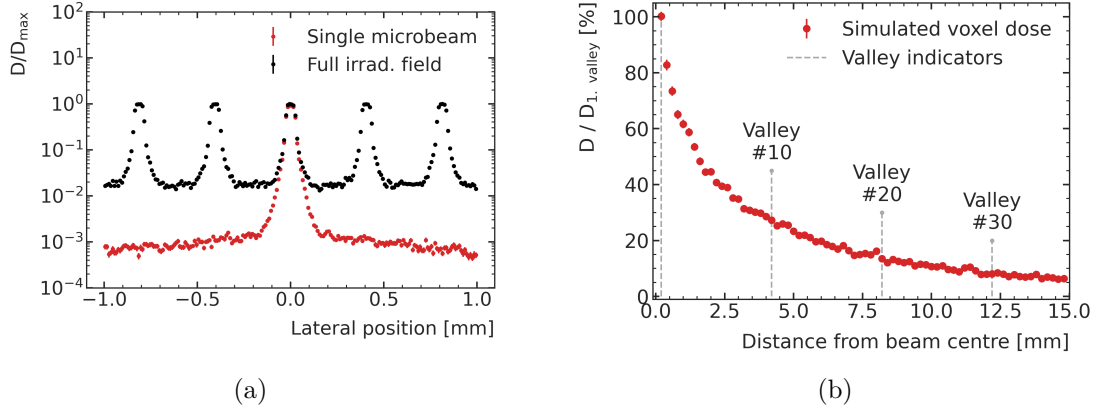 D/D_max
10²
10¹
10⁰
10⁻¹
10⁻²
10⁻³
10⁻⁴
Single microbeam
Full irrad. field
−1.0 −0.5 0.0 0.5 1.0
Lateral position [mm]
(a)
D / D_1. valley [%]
100
80
60
40
20
0
Simulated voxel dose
Valley indicators
Valley
#10
Valley
#20
Valley
#30
0.0 2.5 5.0 7.5 10.0 12.5 15.0
Distance from beam centre [mm]
(b)